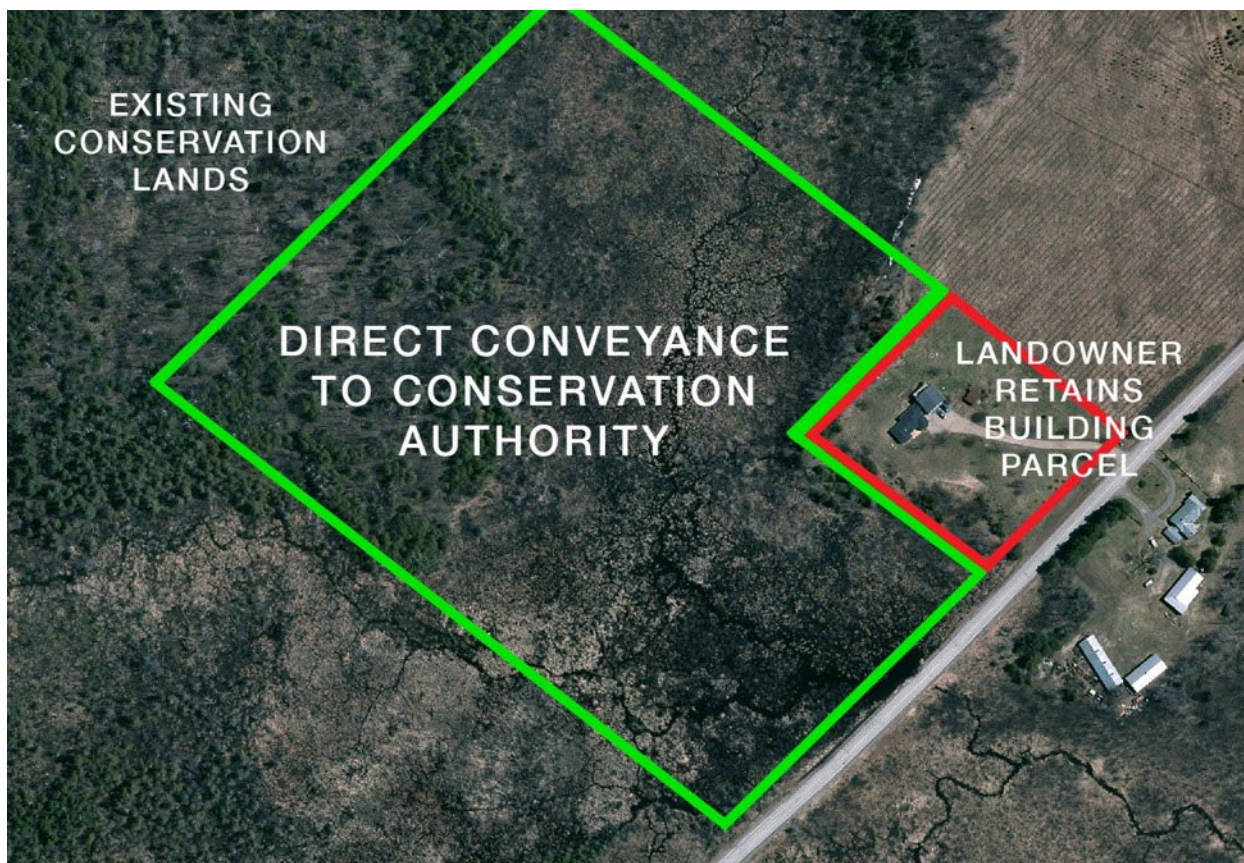 EXISTING
CONSERVATION
LANDS
DIRECT CONVEYANCE
TO CONSERVATION
AUTHORITY
LANDOWNER
RETAINS
BUILDING
PARCEL